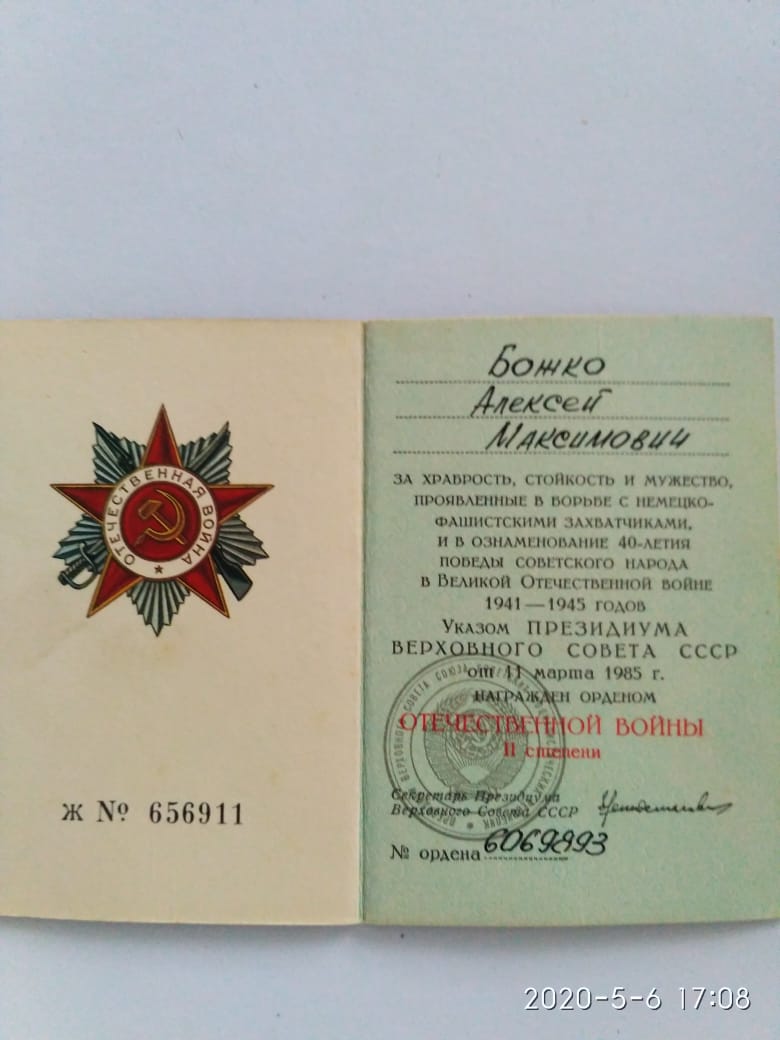 ОТЕЧЕСТВЕННАЯ ВОЙНА
Ж № 656911
Божко
Алексей
Максимович
ЗА ХРАБРОСТЬ, СТОЙКОСТЬ И МУЖЕСТВО,
ПРОЯВЛЕННЫЕ В БОРЬБЕ С НЕМЕЦКО-
ФАШИСТСКИМИ ЗАХВАТЧИКАМИ,
И В ОЗНАМЕНОВАНИЕ 40-ЛЕТИЯ
ПОБЕДЫ СОВЕТСКОГО НАРОДА
В ВЕЛИКОЙ ОТЕЧЕСТВЕННОЙ ВОЙНЕ
1941—1945 ГОДОВ
УКАЗОМ ПРЕЗИДИУМА
ВЕРХОВНОГО СОВЕТА СССР
от 11 марта 1985 г.
НАГРАЖДЕН ОРДЕНОМ
ОТЕЧЕСТВЕННОЙ ВОЙНЫ
II степени
Секретарь Президиума
Верховного Совета СССР
№ ордена 6069893
2020-5-6 17:08